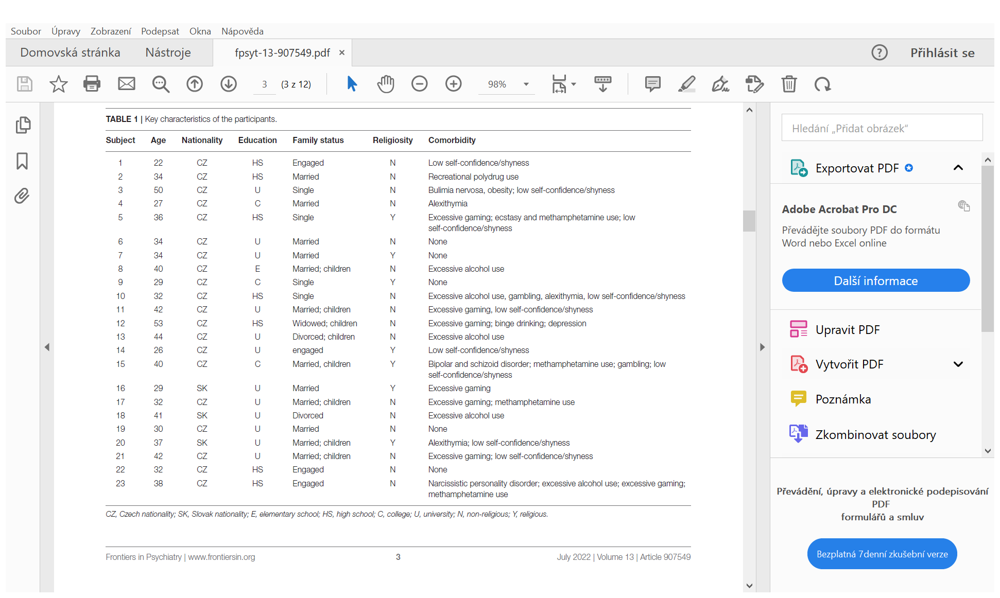 Soubor Úpravy Zobrazení Podepsat Okna Nápověda
Domovská stránka Nástroje fpsyt-13-907549.pdf × ? Přihlásit se
3 (3 z 12) 98%
TABLE 1 | Key characteristics of the participants.
Subject Age Nationality Education Family status Religiosity Comorbidity
1 22 CZ HS Engaged N Low self-confidence/shyness
2 34 CZ HS Married N Recreational polydrug use
3 50 CZ U Single N Bulimia nervosa, obesity; low self-confidence/shyness
4 27 CZ C Married N Alexithymia
5 36 CZ HS Single Y Excessive gaming; ecstasy and methamphetamine use; low
self-confidence/shyness
6 34 CZ U Married N None
7 34 CZ U Married Y None
8 40 CZ E Married; children N Excessive alcohol use
9 29 CZ C Single Y None
10 32 CZ HS Single N Excessive alcohol use, gambling, alexithymia, low self-confidence/shyness
11 42 CZ U Married; children N Excessive gaming, low self-confidence/shyness
12 53 CZ HS Widowed; children N Excessive gaming; binge drinking; depression
13 44 CZ U Divorced; children N Excessive alcohol use
14 26 CZ U engaged Y Low self-confidence/shyness
15 40 CZ C Married, children Y Bipolar and schizoid disorder; methamphetamine use; gambling; low
self-confidence/shyness
16 29 SK U Married Y Excessive gaming
17 32 CZ U Married; children N Excessive gaming; methamphetamine use
18 41 SK U Divorced N Excessive alcohol use
19 30 CZ U Married N None
20 37 SK U Married; children Y Alexithymia; low self-confidence/shyness
21 42 CZ U Married; children N Excessive gaming; low self-confidence/shyness
22 32 CZ HS Engaged N None
23 38 CZ HS Engaged N Narcissistic personality disorder; excessive alcohol use; excessive gaming;
methamphetamine use
CZ, Czech nationality; SK, Slovak nationality; E, elementary school; HS, high school; C, college; U, university; N, non-religious; Y, religious.
Frontiers in Psychiatry | www.frontiersin.org 3 July 2022 | Volume 13 | Article 907549
Hledání „Přidat obrázek“
Exportovat PDF
Adobe Acrobat Pro DC
Převádějte soubory PDF do formátu
Word nebo Excel online
Další informace
Upravit PDF
Vytvořit PDF
Poznámka
Zkombinovat soubory
Převádění, úpravy a elektronické podepisování
PDF
formulářů a smluv
Bezplatná 7denní zkušební verze